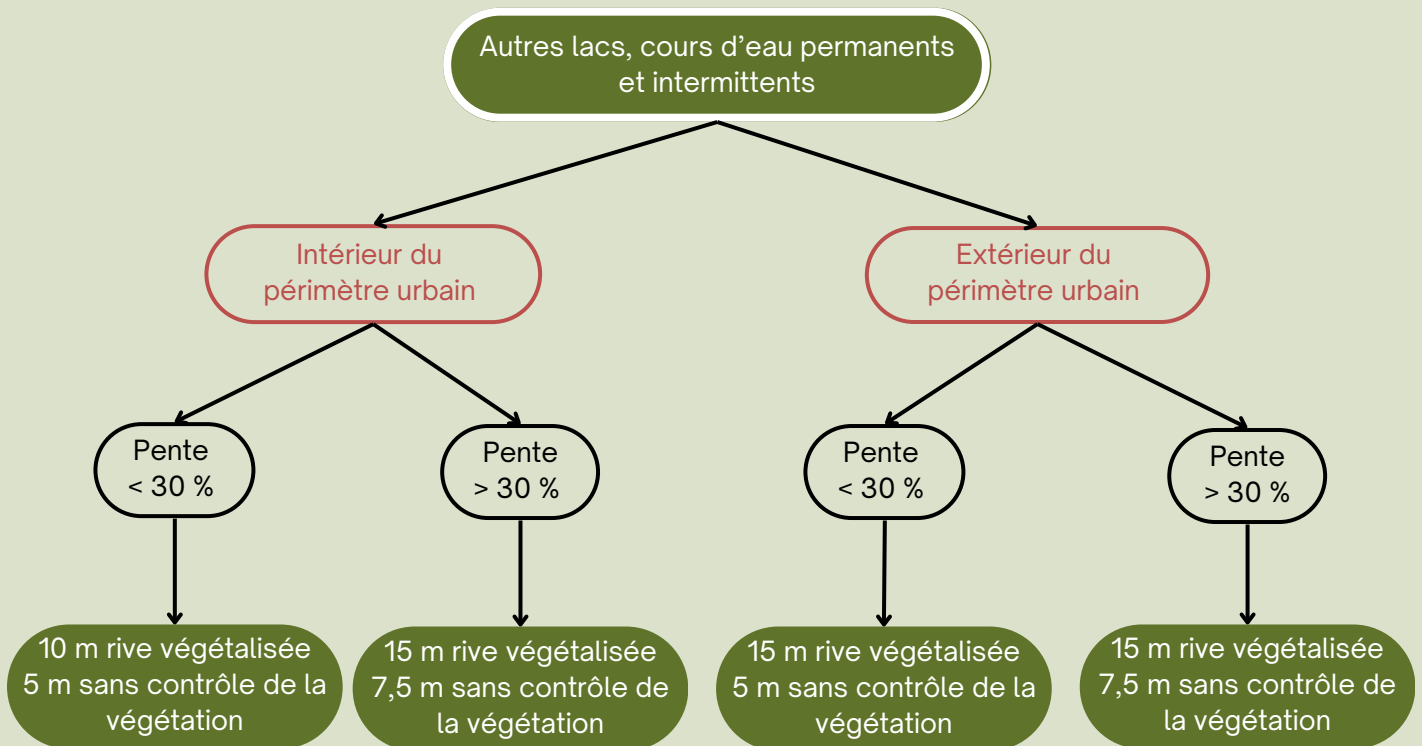 Autres lacs, cours d’eau permanents
et intermittents
Intérieur du
périmètre urbain
Extérieur du
périmètre urbain
Pente
< 30 %
Pente
> 30 %
Pente
< 30 %
Pente
> 30 %
10 m rive végétalisée
5 m sans contrôle de la
végétation
15 m rive végétalisée
7,5 m sans contrôle de
la végétation
15 m rive végétalisée
5 m sans contrôle de la
végétation
15 m rive végétalisée
7,5 m sans contrôle de
la végétation